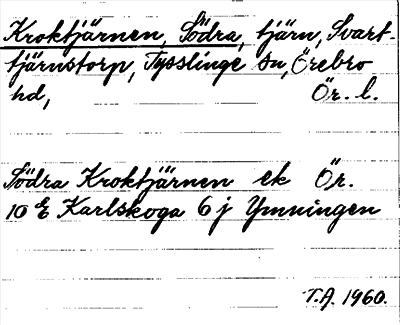 Kroktjärnen, Södra, tjärn, Svart-
tjärnstorp, Tysslinge sn, Örebro
hd, Ör. l.
Södra Kroktjärnen ek Ör.
10 E Karlskoga 6 j Ymningen
T.A. 1960.